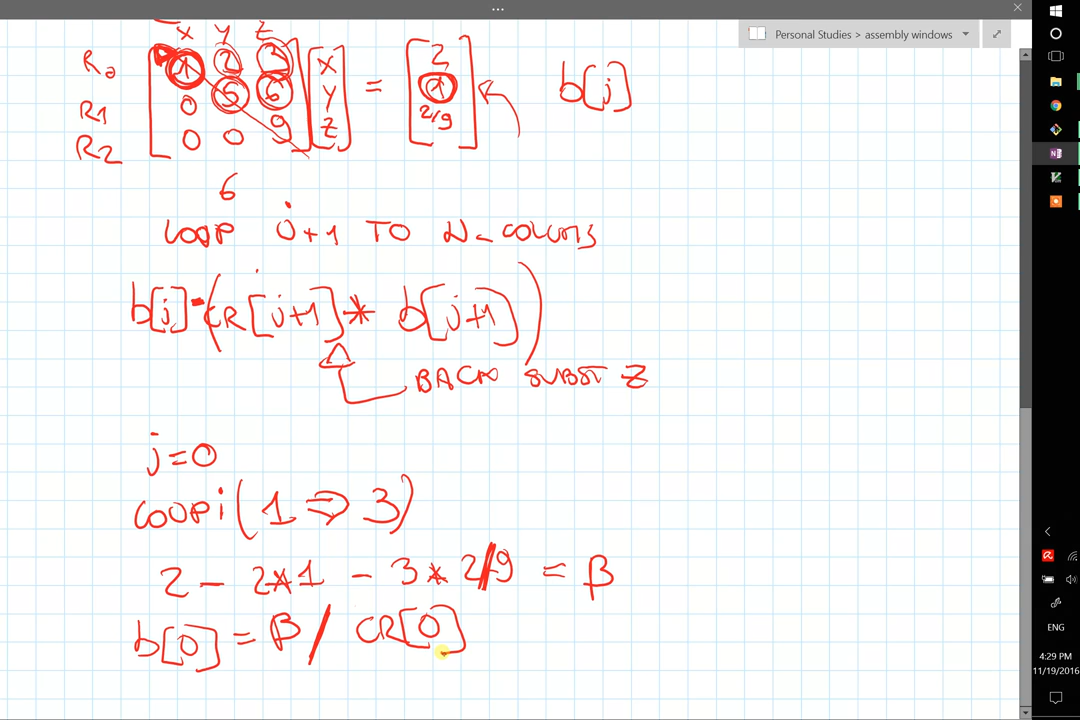 ...
Personal Studies > assembly windows
X Y Z
R0 1 2 3 X 2
R1 0 5 6 Y = 1 b[j]
R2 0 0 9 Z 2/9
6
LOOP j+1 TO N-COLUMS
b[j] - (CR[j+1] * b[j+1])
BACK SUBST Z
j=0
LOOP i (1 ⇒ 3)
2 - 2*1 - 3*2/9 = β
b[0] = β / CR[0]
ENG
4:29 PM
11/19/2016